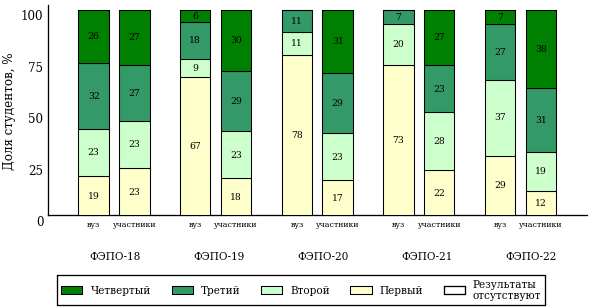 Доля студентов, %
100
75
50
25
0
26 27 6 30 11 31 7 27 7 38
32 27 18 29 11 29 20 23 27 31
23 23 9 23 78 23 73 28 37 19
19 23 67 18 17 22 29 12
вуз участники вуз участники вуз участники вуз участники вуз участники
ФЭПО-18 ФЭПО-19 ФЭПО-20 ФЭПО-21 ФЭПО-22
Четвертый Третий Второй Первый Результаты
отсутствуют